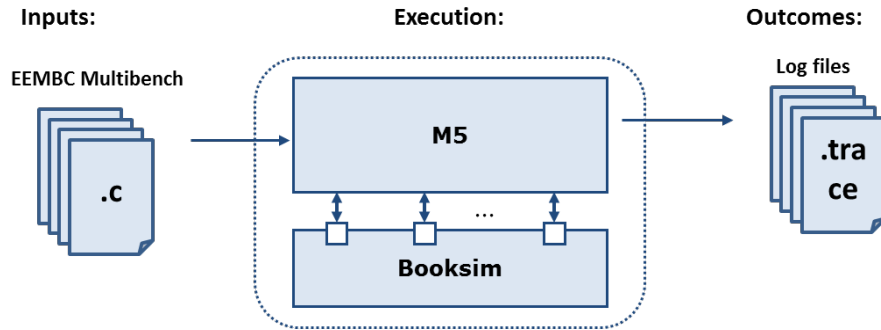 Inputs:
Execution:
Outcomes:
EEMBC Multibench
Log files
M5
.c
.tra
ce
...
Booksim